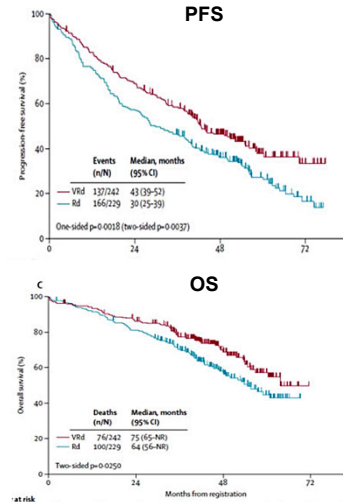 PFS
100
80
60
40
20
0
Progression-free survival (%)
Events Median, months
(n/N) (95% CI)
VRd 137/242 43 (39–52)
Rd 166/229 30 (25–39)
One-sided p=0·0018 (two-sided p=0·0037)
0 24 48 72
C
OS
100
80
60
40
20
0
Overall survival (%)
Deaths Median, months
(n/N) (95% CI)
VRd 76/242 75 (65–NR)
Rd 100/229 64 (56–NR)
Two-sided p=0·0250
0 24 48 72
at risk
Months from registration